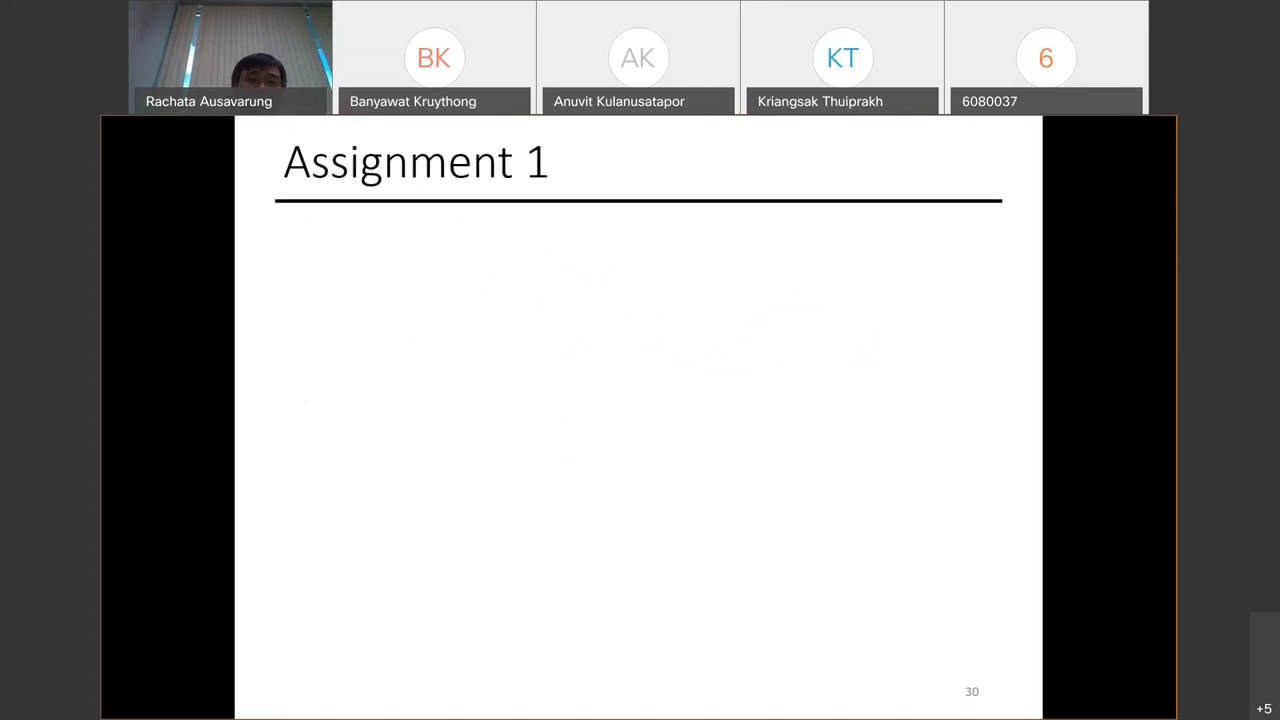 BK
AK
KT
6
Rachata Ausavarung
Banyawat Kruythong
Anuvit Kulanusatapor
Kriangsak Thuiprakh
6080037
Assignment 1
30
+5